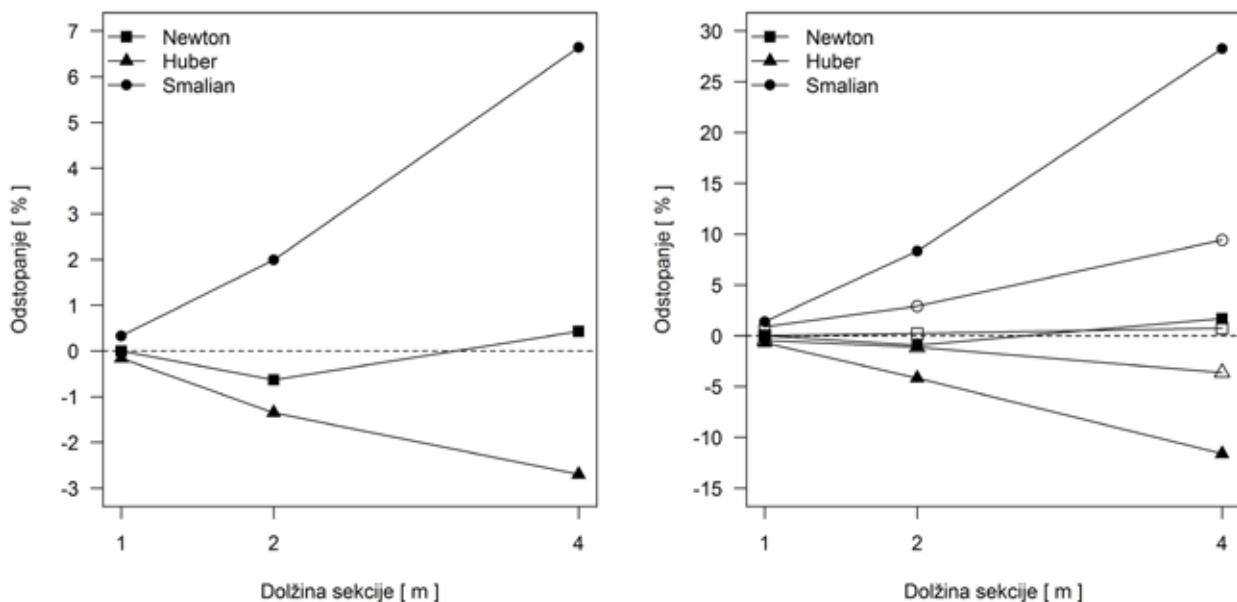 Newton
Huber
Smalian
7
6
5
4
3
2
1
0
-1
-2
-3
Odstopanje [ % ]
1 2 4
Dolžina sekcije [ m ]
Newton
Huber
Smalian
30
25
20
15
10
5
0
-5
-10
-15
Odstopanje [ % ]
1 2 4
Dolžina sekcije [ m ]